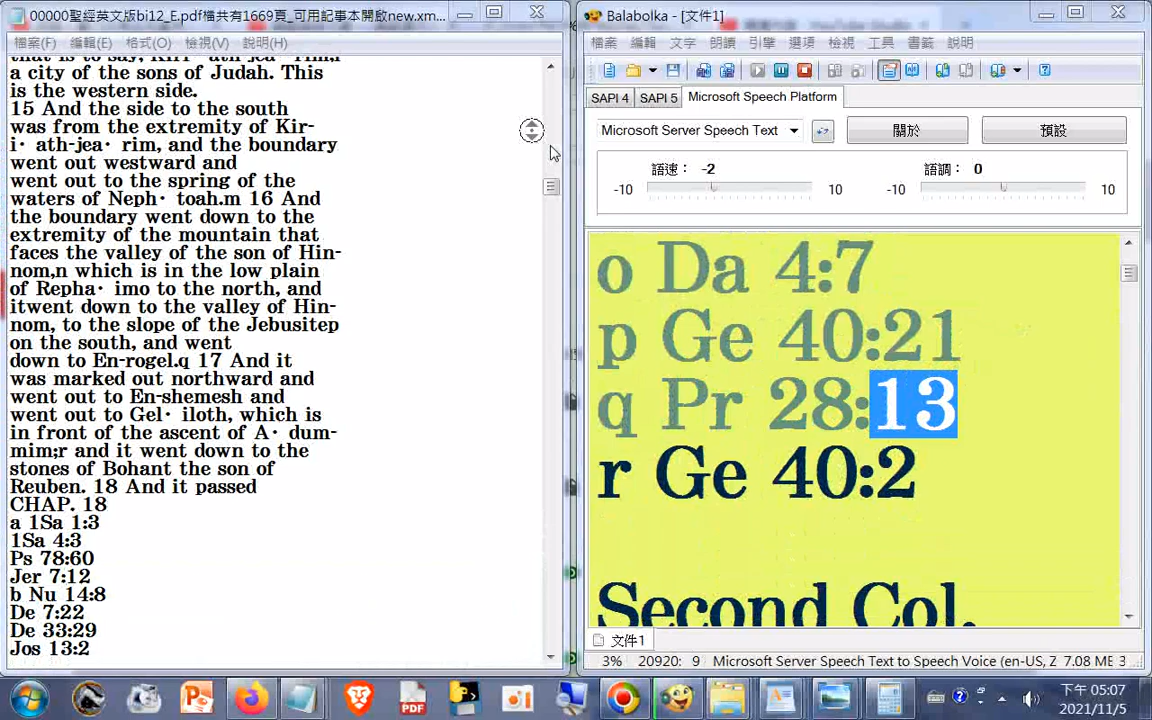 00000聖經英文版bi12_E.pdf檔共有1669頁_可用記事本開啟new.xm...
檔案(F) 編輯(E) 格式(O) 檢視(V) 說明(H)
that is to say, Kiri· ath-jea· rim,l
a city of the sons of Judah. This
is the western side.
15 And the side to the south
was from the extremity of Kir-
i· ath-jea· rim, and the boundary
went out westward and
went out to the spring of the
waters of Neph· toah.m 16 And
the boundary went down to the
extremity of the mountain that
faces the valley of the son of Hin-
nom,n which is in the low plain
of Repha· imo to the north, and
itwent down to the valley of Hin-
nom, to the slope of the Jebusitep
on the south, and went
down to En-rogel.q 17 And it
was marked out northward and
went out to En-shemesh and
went out to Gel· iloth, which is
in front of the ascent of A· dum-
mim;r and it went down to the
stones of Bohant the son of
Reuben. 18 And it passed
CHAP. 18
a 1Sa 1:3
1Sa 4:3
Ps 78:60
Jer 7:12
b Nu 14:8
De 7:22
De 33:29
Jos 13:2
Balabolka - [文件1]
檔案 編輯 文字 朗讀 引擎 選項 檢視 工具 書籤 說明
SAPI 4 SAPI 5 Microsoft Speech Platform
Microsoft Server Speech Text 關於 預設
語速: -2 語調: 0
-10 10 -10 10
o Da 4:7
p Ge 40:21
q Pr 28:13
r Ge 40:2
Second Col.
文件1
3% 20920: 9 Microsoft Server Speech Text to Speech Voice (en-US, Z 7.08 MB 3
下午 05:07
2021/11/5